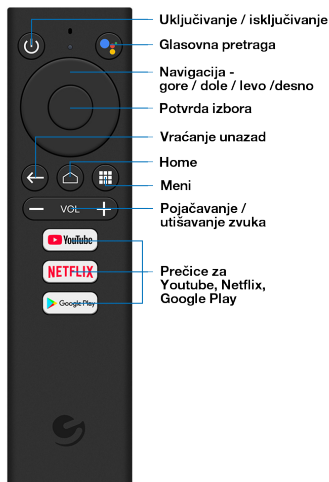 Uključivanje / isključivanje
Glasovna pretraga
Navigacija -
gore / dole / levo /desno
Potvrda izbora
Vraćanje unazad
Home
Meni
VOL
Pojačavanje /
utišavanje zvuka
YouTube
NETFLIX
Google Play
Prečice za
Youtube, Netflix,
Google Play